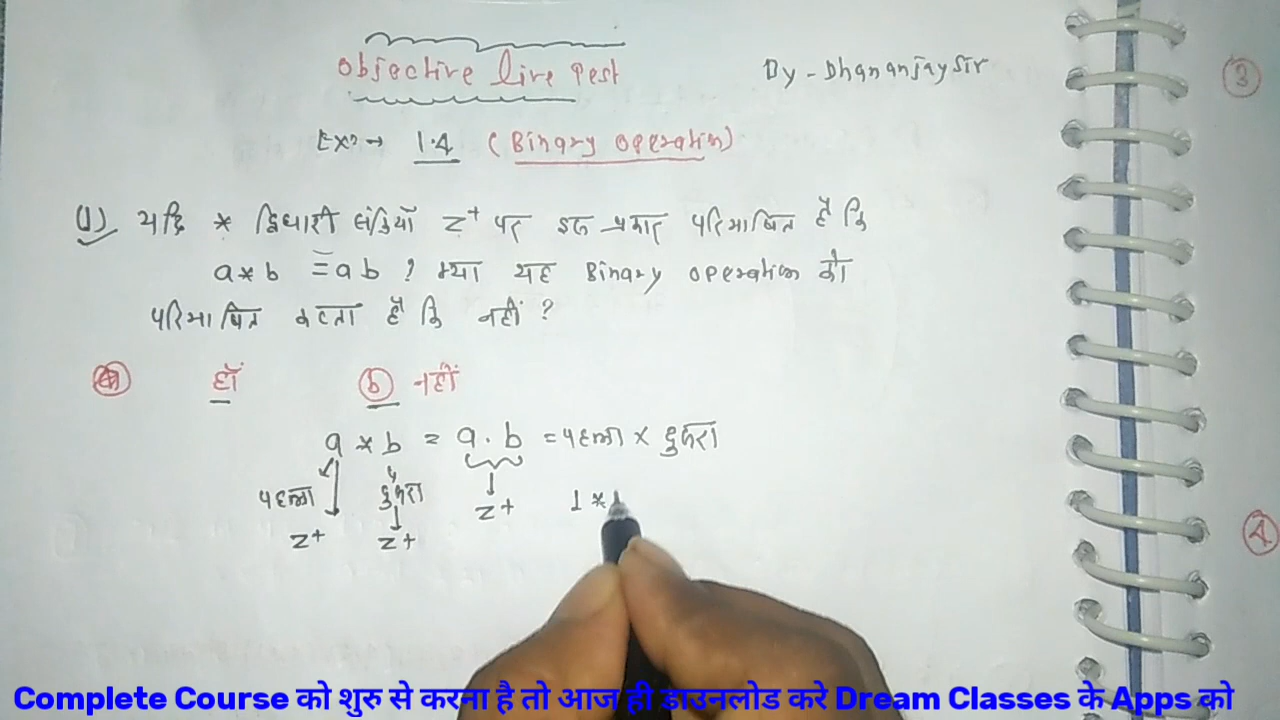 Objective live Test
By - Dhananjay Sir
Ex? → 1.4 (Binary Operation)
(1) यदि * द्विधारी संक्रिया Z+ पर इस प्रकार परिभाषित है कि
a * b = ab ? क्या यह Binary operation को
परिभाषित करता है कि नहीं ?
हाँ (b) नहीं
a * b = a . b = पहला × दुसरा
पहला दुसरा Z+ 1 *
Z+ Z+
3
4
Complete Course को शुरु से करना है तो आज ही डाउनलोड करे Dream Classes के Apps को